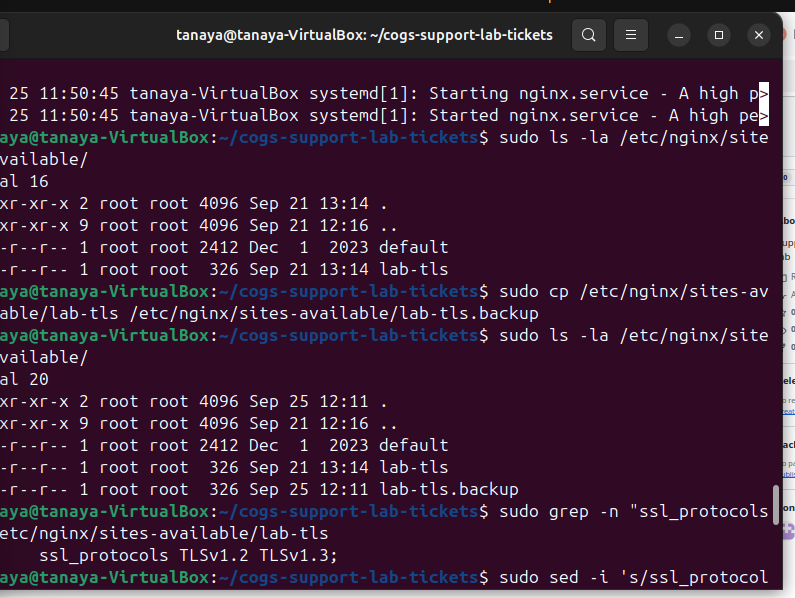 tanaya@tanaya-VirtualBox: ~/cogs-support-lab-tickets
25 11:50:45 tanaya-VirtualBox systemd[1]: Starting nginx.service - A high p>
25 11:50:45 tanaya-VirtualBox systemd[1]: Started nginx.service - A high pe>
aya@tanaya-VirtualBox:~/cogs-support-lab-tickets$ sudo ls -la /etc/nginx/site
vailable/
al 16
xr-xr-x 2 root root 4096 Sep 21 13:14 .
xr-xr-x 9 root root 4096 Sep 21 12:16 ..
-r--r-- 1 root root 2412 Dec  1  2023 default
-r--r-- 1 root root  326 Sep 21 13:14 lab-tls
aya@tanaya-VirtualBox:~/cogs-support-lab-tickets$ sudo cp /etc/nginx/sites-av
able/lab-tls /etc/nginx/sites-available/lab-tls.backup
aya@tanaya-VirtualBox:~/cogs-support-lab-tickets$ sudo ls -la /etc/nginx/site
vailable/
al 20
xr-xr-x 2 root root 4096 Sep 25 12:11 .
xr-xr-x 9 root root 4096 Sep 21 12:16 ..
-r--r-- 1 root root 2412 Dec  1  2023 default
-r--r-- 1 root root  326 Sep 21 13:14 lab-tls
-r--r-- 1 root root  326 Sep 25 12:11 lab-tls.backup
aya@tanaya-VirtualBox:~/cogs-support-lab-tickets$ sudo grep -n "ssl_protocols
etc/nginx/sites-available/lab-tls
ssl_protocols TLSv1.2 TLSv1.3;
aya@tanaya-VirtualBox:~/cogs-support-lab-tickets$ sudo sed -i 's/ssl_protocol